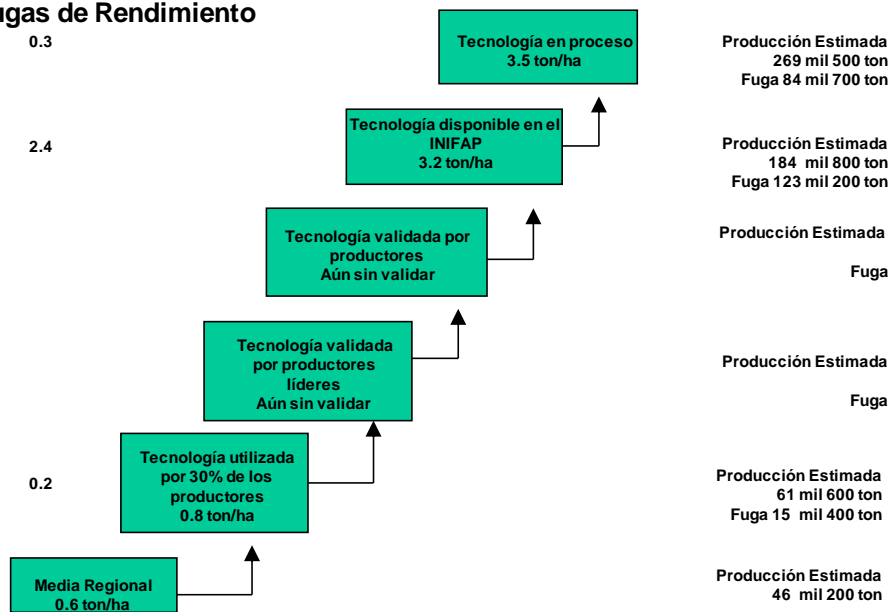 ugas de Rendimiento
0.3
Tecnología en proceso
3.5 ton/ha
Producción Estimada
269 mil 500 ton
Fuga 84 mil 700 ton
2.4
Tecnología disponible en el
INIFAP
3.2 ton/ha
Producción Estimada
184 mil 800 ton
Fuga 123 mil 200 ton
Tecnología validada por
productores
Aún sin validar
Producción Estimada
Fuga
Tecnología validada
por productores
líderes
Aún sin validar
Producción Estimada
Fuga
0.2
Tecnología utilizada
por 30% de los
productores
0.8 ton/ha
Producción Estimada
61 mil 600 ton
Fuga 15 mil 400 ton
Media Regional
0.6 ton/ha
Producción Estimada
46 mil 200 ton